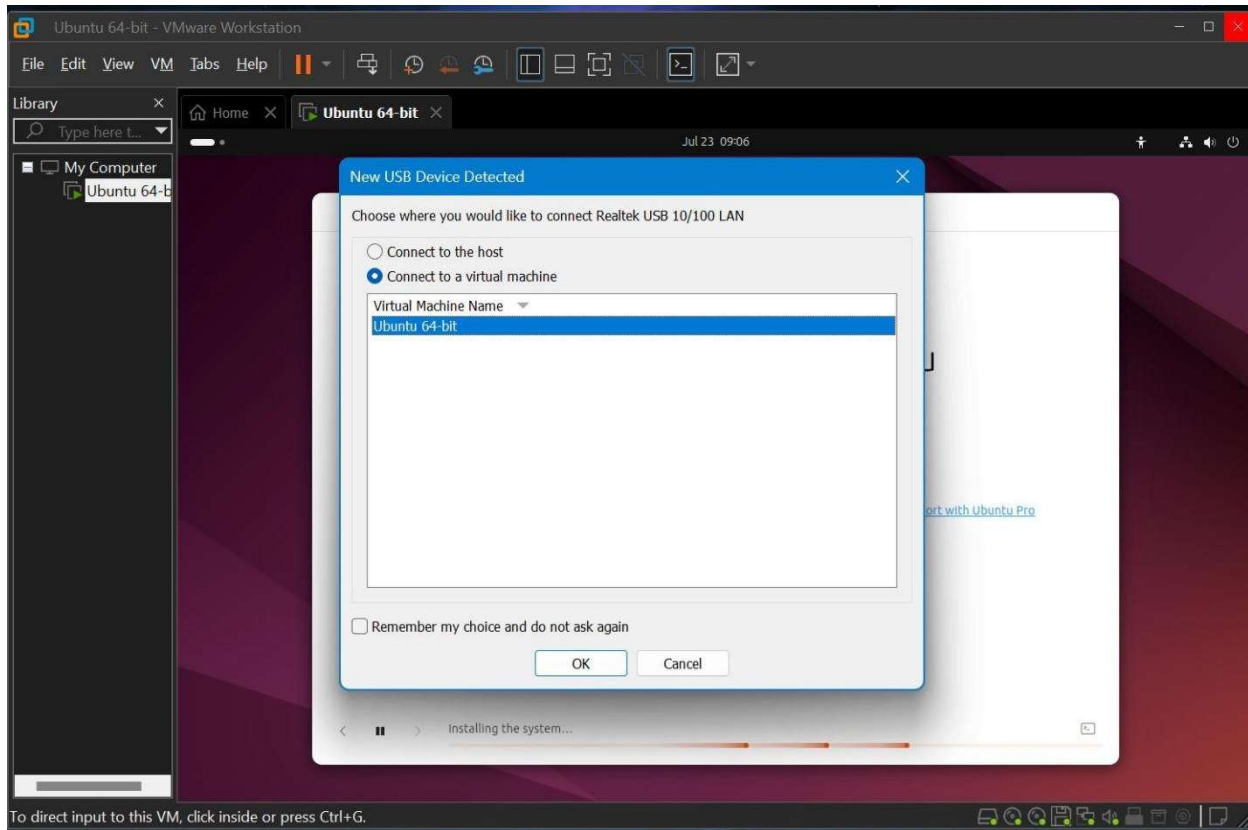 Ubuntu 64-bit - VMware Workstation
File Edit View VM Tabs Help
Library
Type here t...
Home
Ubuntu 64-bit
My Computer
Ubuntu 64-b
Jul 23 09:06
New USB Device Detected
Choose where you would like to connect Realtek USB 10/100 LAN
Connect to the host
Connect to a virtual machine
Virtual Machine Name
Ubuntu 64-bit
Remember my choice and do not ask again
OK Cancel
ort with Ubuntu Pro
Installing the system...
To direct input to this VM, click inside or press Ctrl+G.